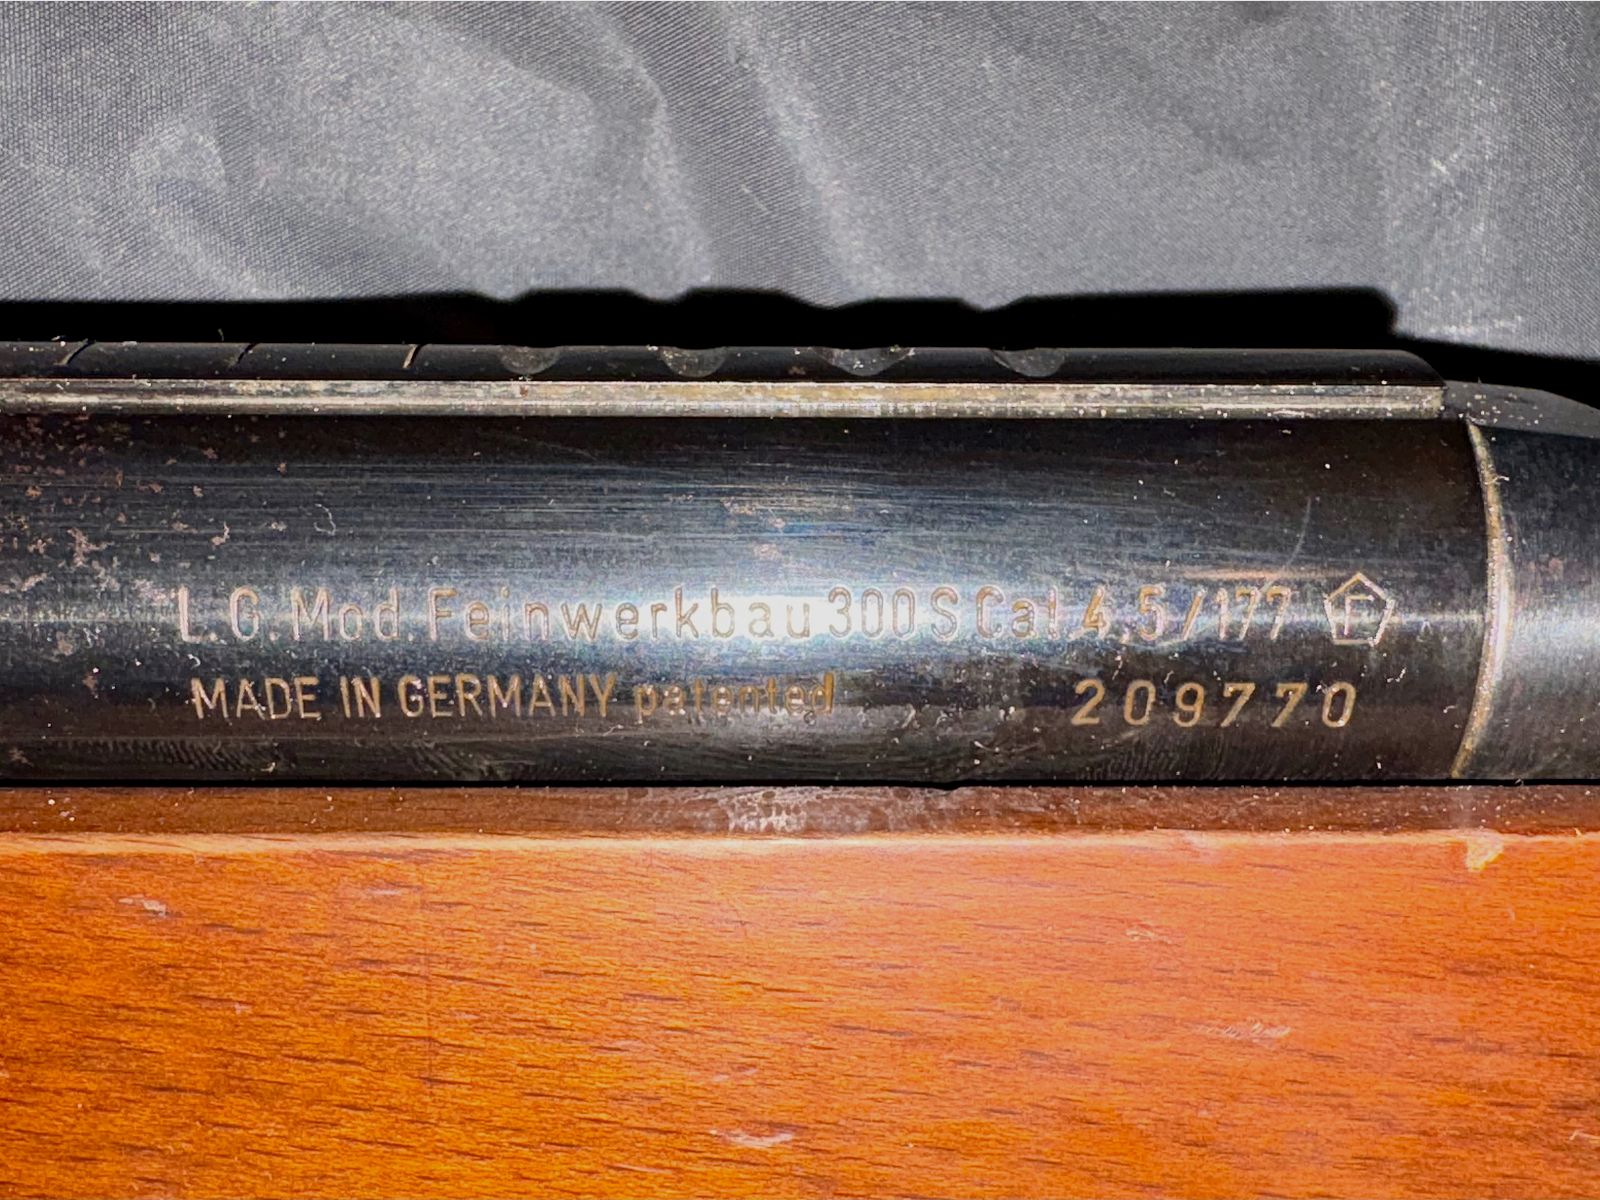 L.G. Mod. Feinwerkbau 300 S Cal. 4,5/177 F
MADE IN GERMANY patented 209770